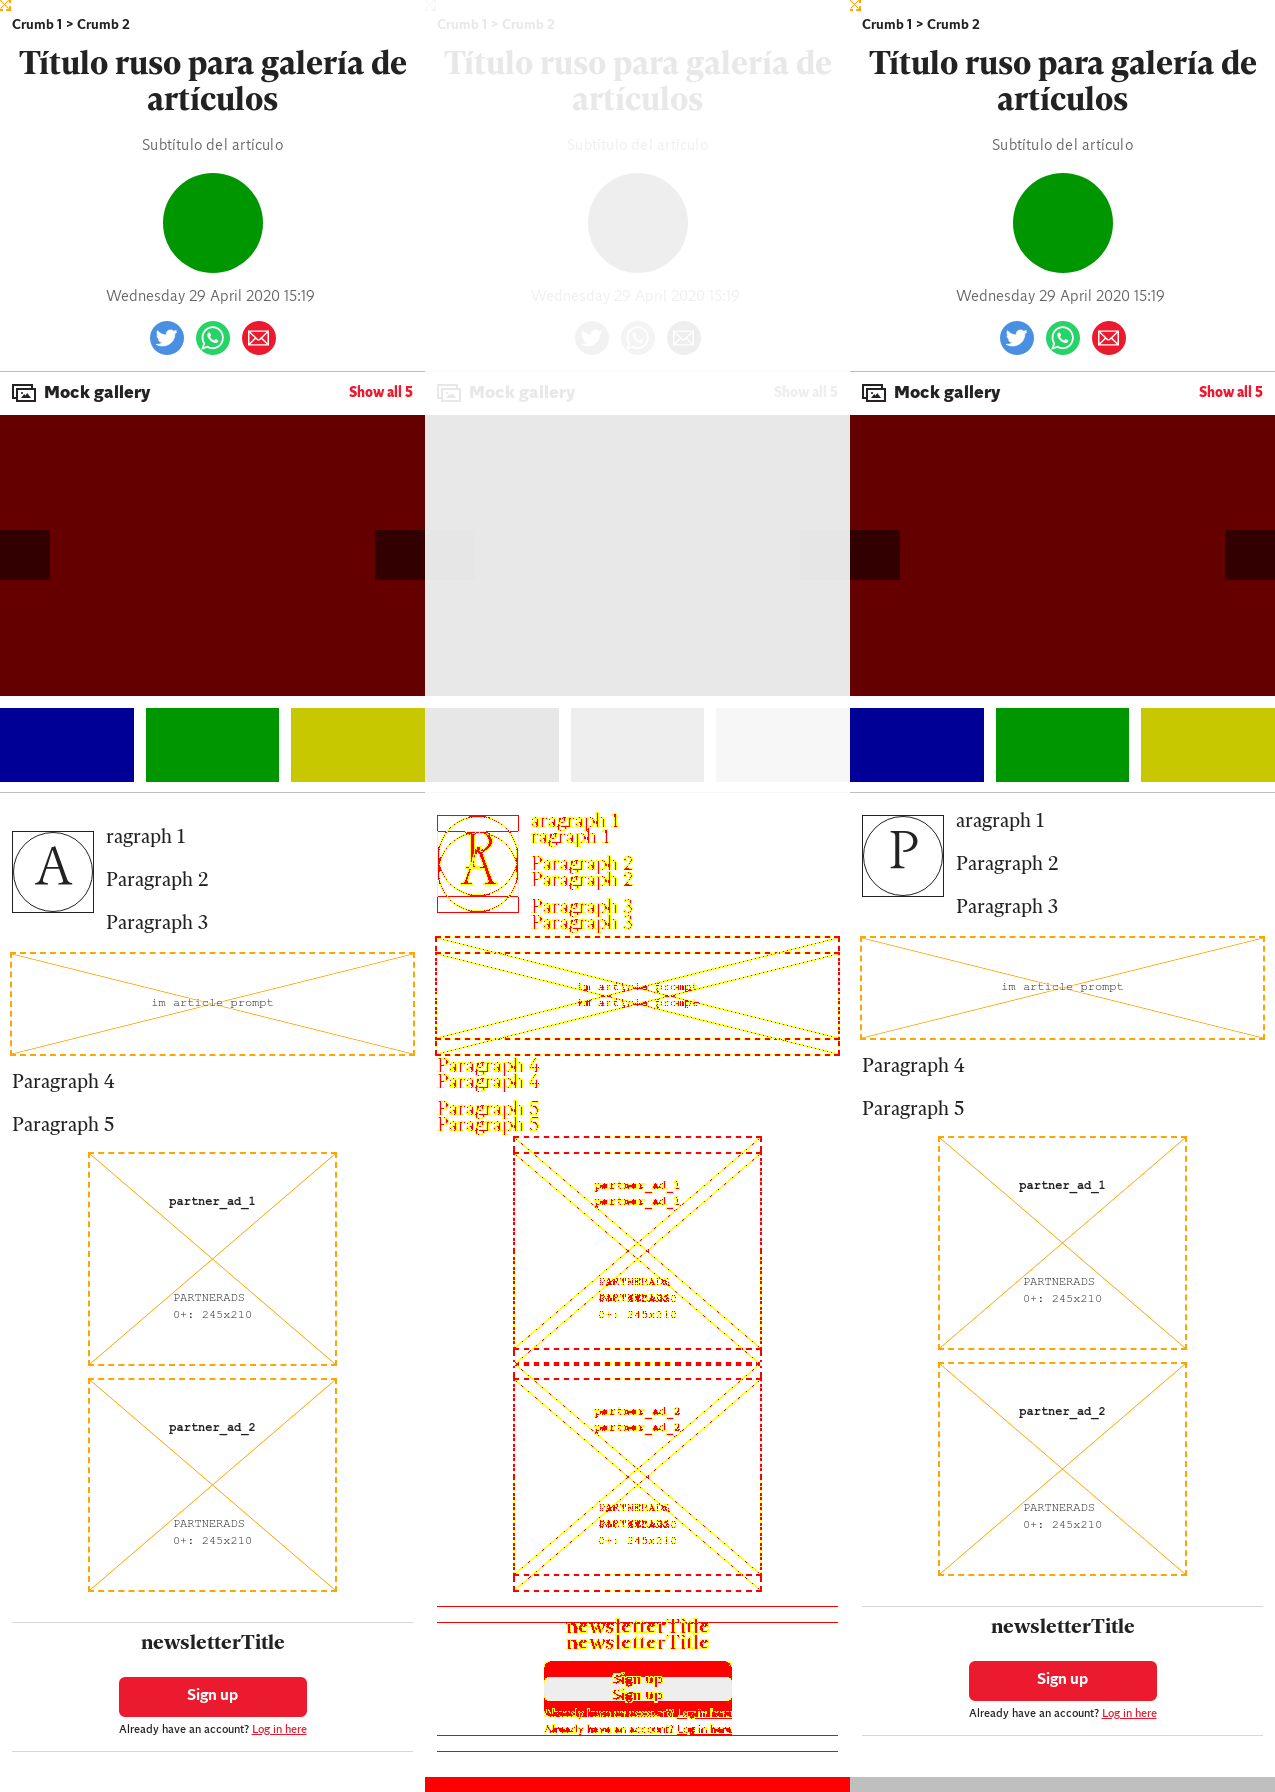 Crumb 1 > Crumb 2
Título ruso para galería de
artículos
Subtítulo del artículo
Wednesday 29 April 2020 15:19
Mock gallery
Show all 5
A
ragraph 1
Paragraph 2
Paragraph 3
im article prompt
Paragraph 4
Paragraph 5
partner_ad_1
PARTNERADS
0+: 245x210
partner_ad_2
PARTNERADS
0+: 245x210
newsletterTitle
Sign up
Already have an account? Log in here
Crumb 1 > Crumb 2
Título ruso para galería de
artículos
Subtítulo del artículo
Wednesday 29 April 2020 15:19
Mock gallery
Show all 5
P
A
aragraph 1
ragraph 1
Paragraph 2
Paragraph 2
Paragraph 3
Paragraph 3
im article prompt
im article prompt
Paragraph 4
Paragraph 4
Paragraph 5
Paragraph 5
partner_ad_1
partner_ad_1
PARTNERADS
0+: 245x210
partner_ad_2
partner_ad_2
PARTNERADS
0+: 245x210
newsletterTitle
newsletterTitle
Sign up
Sign up
Already have an account? Log in here
Already have an account? Log in here
Crumb 1 > Crumb 2
Título ruso para galería de
artículos
Subtítulo del artículo
Wednesday 29 April 2020 15:19
Mock gallery
Show all 5
P
aragraph 1
Paragraph 2
Paragraph 3
im article prompt
Paragraph 4
Paragraph 5
partner_ad_1
PARTNERADS
0+: 245x210
partner_ad_2
PARTNERADS
0+: 245x210
newsletterTitle
Sign up
Already have an account? Log in here